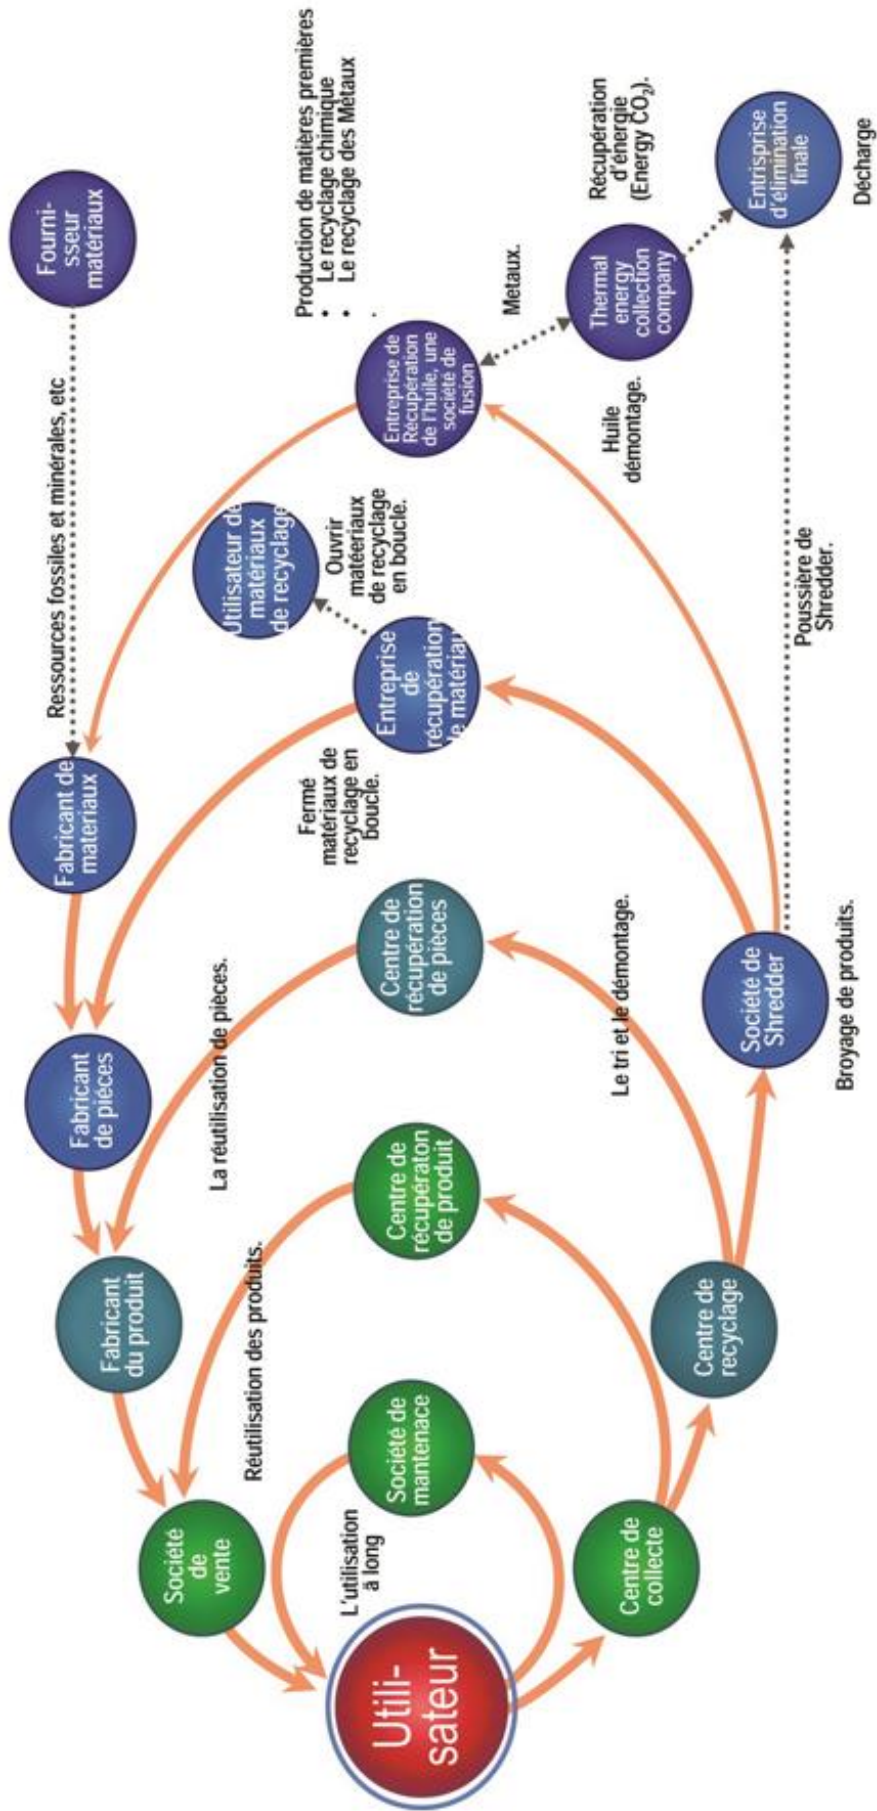 Fourni-
sseur
matériaux
Ressources fossiles et minérales, etc
Fabricant de
materiaux
Fabricant
de piéces
Fabricant
du produit
Société
de
vente
Production de matières premières
• Le recyclage chimique
• Le recyclage des Métaux
.
Entreprise de
Récupération
de l'huile, une
société de
fusion
Utilisateur de
matériaux
de recyclage
Ouvrir
matéeriaux
de recyclage
en boucle.
Entreprise
de
récupération
de matériaux
Fermé
matériaux de
recyclage en
boucle.
La réutilisation de pièces.
Centre de
récupération
de pièces
Réutilisation des produits.
Centre de
récupératon
de produit
Société de
mantenace
L'utilisation
à long
Utili-
sateur
Metaux.
Thermal
energy
collection
company
Récupération
d'énergie
(Energy CO₂).
Huile
démontage.
Entrisprise
d'élimination
finale
Décharge
Poussière de
Shredder.
Le tri et le démontage.
Société de
Shredder
Broyage de produits.
Centre de
recyclage
Centre de
collecte